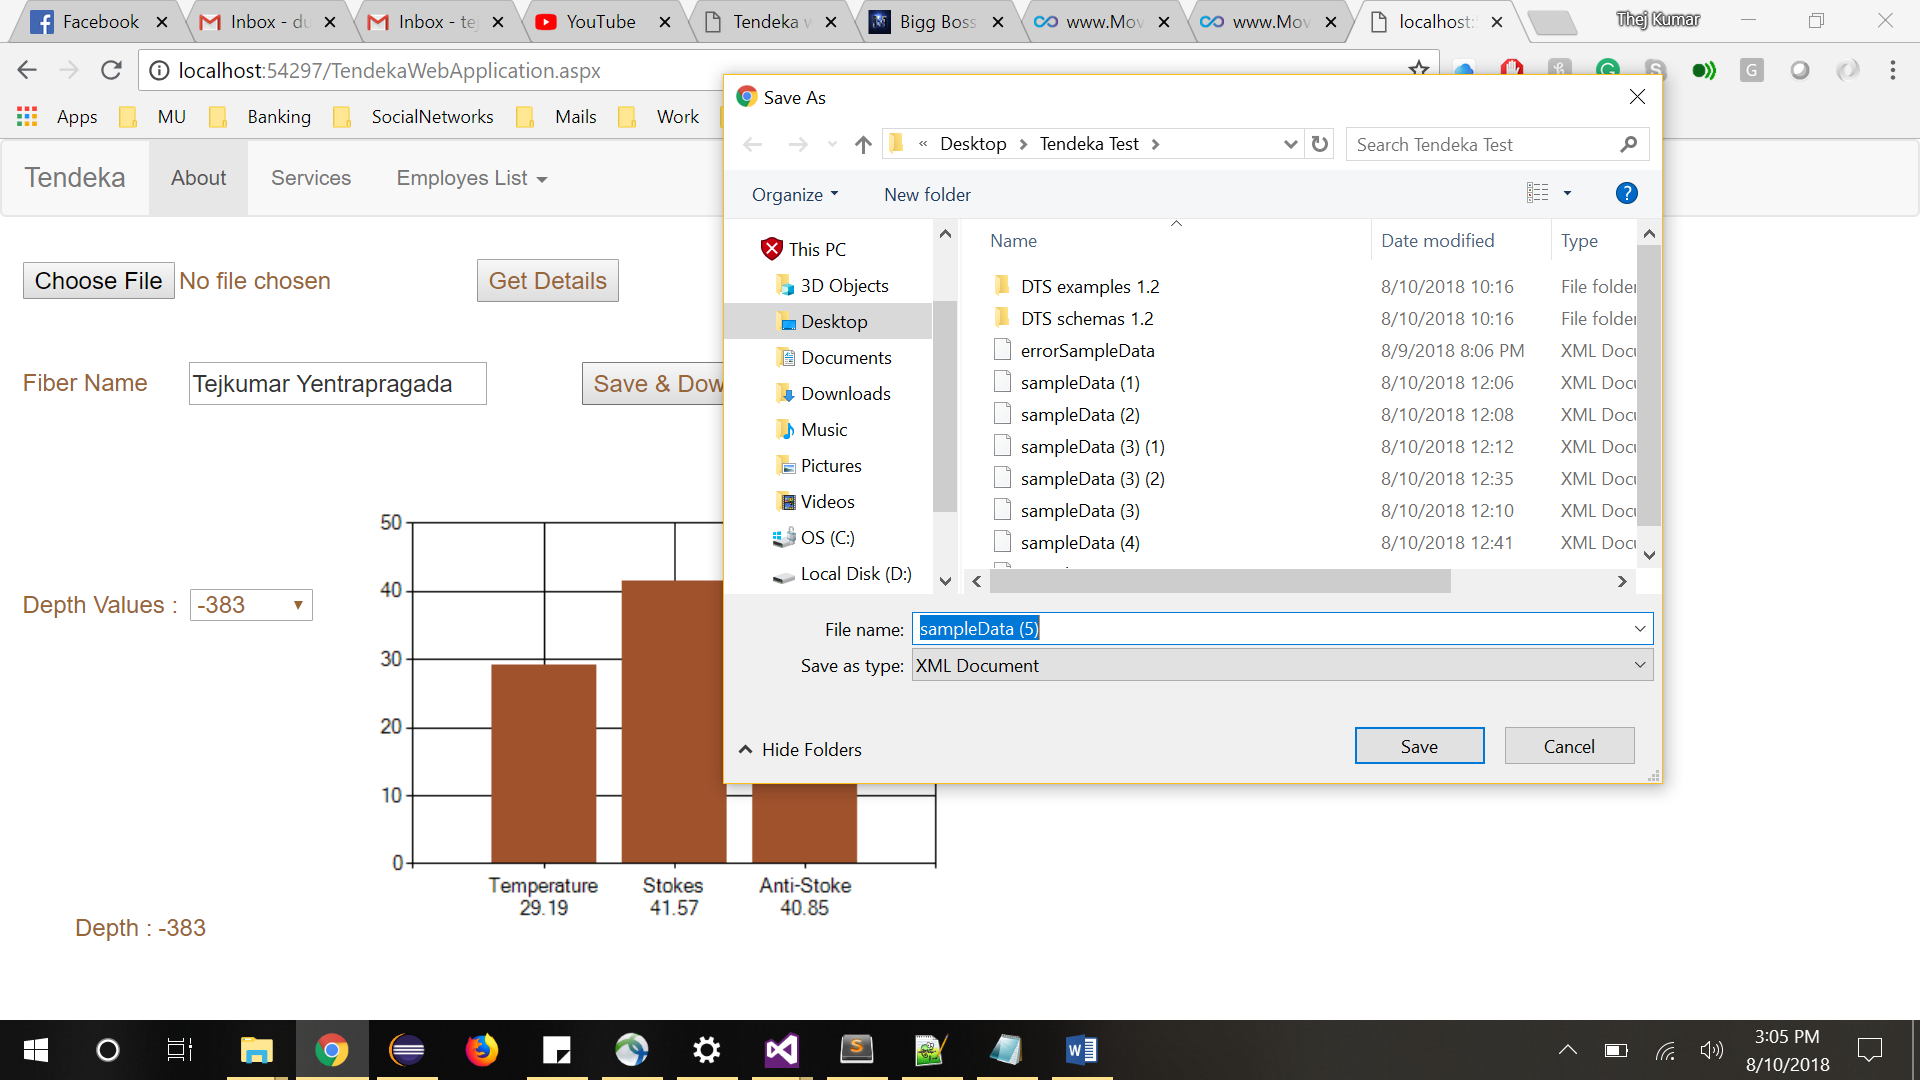 Facebook
Inbox - du
Inbox - te
YouTube
Tendeka w
Bigg Boss
www.Mov
www.Mov
localhost:
Thej Kumar
localhost:54297/TendekaWebApplication.aspx
Apps MU Banking SocialNetworks Mails Work
Tendeka About Services Employes List
Choose File No file chosen Get Details
Fiber Name Tejkumar Yentrapragada Save & Dow
50
40
30
20
10
0
Depth Values : -383
Temperature Stokes Anti-Stoke
29.19 41.57 40.85
Depth : -383
Save As
« Desktop Tendeka Test
Search Tendeka Test
Organize New folder
This PC
3D Objects
Desktop
Documents
Downloads
Music
Pictures
Videos
OS (C:)
Local Disk (D:)
Name Date modified Type
DTS examples 1.2 8/10/2018 10:16 File folder
DTS schemas 1.2 8/10/2018 10:16 File folder
errorSampleData 8/9/2018 8:06 PM XML Docu
sampleData (1) 8/10/2018 12:06 XML Docu
sampleData (2) 8/10/2018 12:08 XML Docu
sampleData (3) (1) 8/10/2018 12:12 XML Docu
sampleData (3) (2) 8/10/2018 12:35 XML Docu
sampleData (3) 8/10/2018 12:10 XML Docu
sampleData (4) 8/10/2018 12:41 XML Docu
File name: sampleData (5)
Save as type: XML Document
Hide Folders
Save Cancel
3:05 PM
8/10/2018